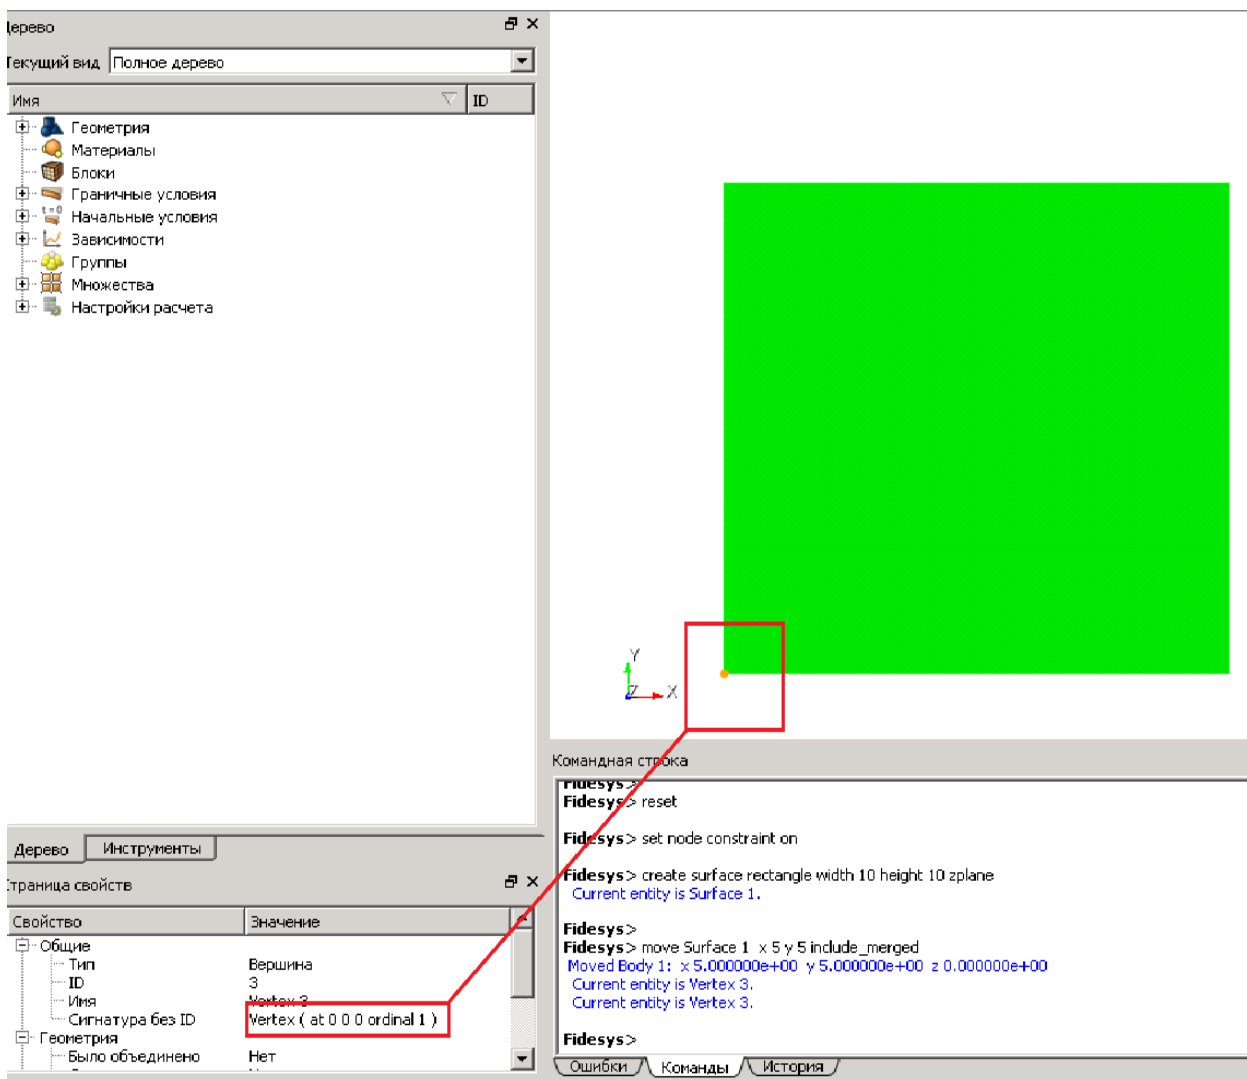 Дерево
Текущий вид Полное дерево
Имя ID
Геометрия
Материалы
Блоки
Граничные условия
t=0
Начальные условия
Зависимости
Группы
Множества
Настройки расчета
Дерево Инструменты
Страница свойств
Свойство Значение
Общие
Тип Вершина
ID 3
Имя Vertex 3
Сигнатура без ID Vertex ( at 0 0 0 ordinal 1 )
Геометрия
Было объединено Нет
Y
Z X
Командная строка
Fidesys>
Fidesys> reset
Fidesys> set node constraint on
Fidesys> create surface rectangle width 10 height 10 zplane
Current entity is Surface 1.
Fidesys>
Fidesys> move Surface 1 x 5 y 5 include_merged
Moved Body 1: x 5.000000e+00 y 5.000000e+00 z 0.000000e+00
Current entity is Vertex 3.
Current entity is Vertex 3.
Fidesys>
Ошибки Команды История